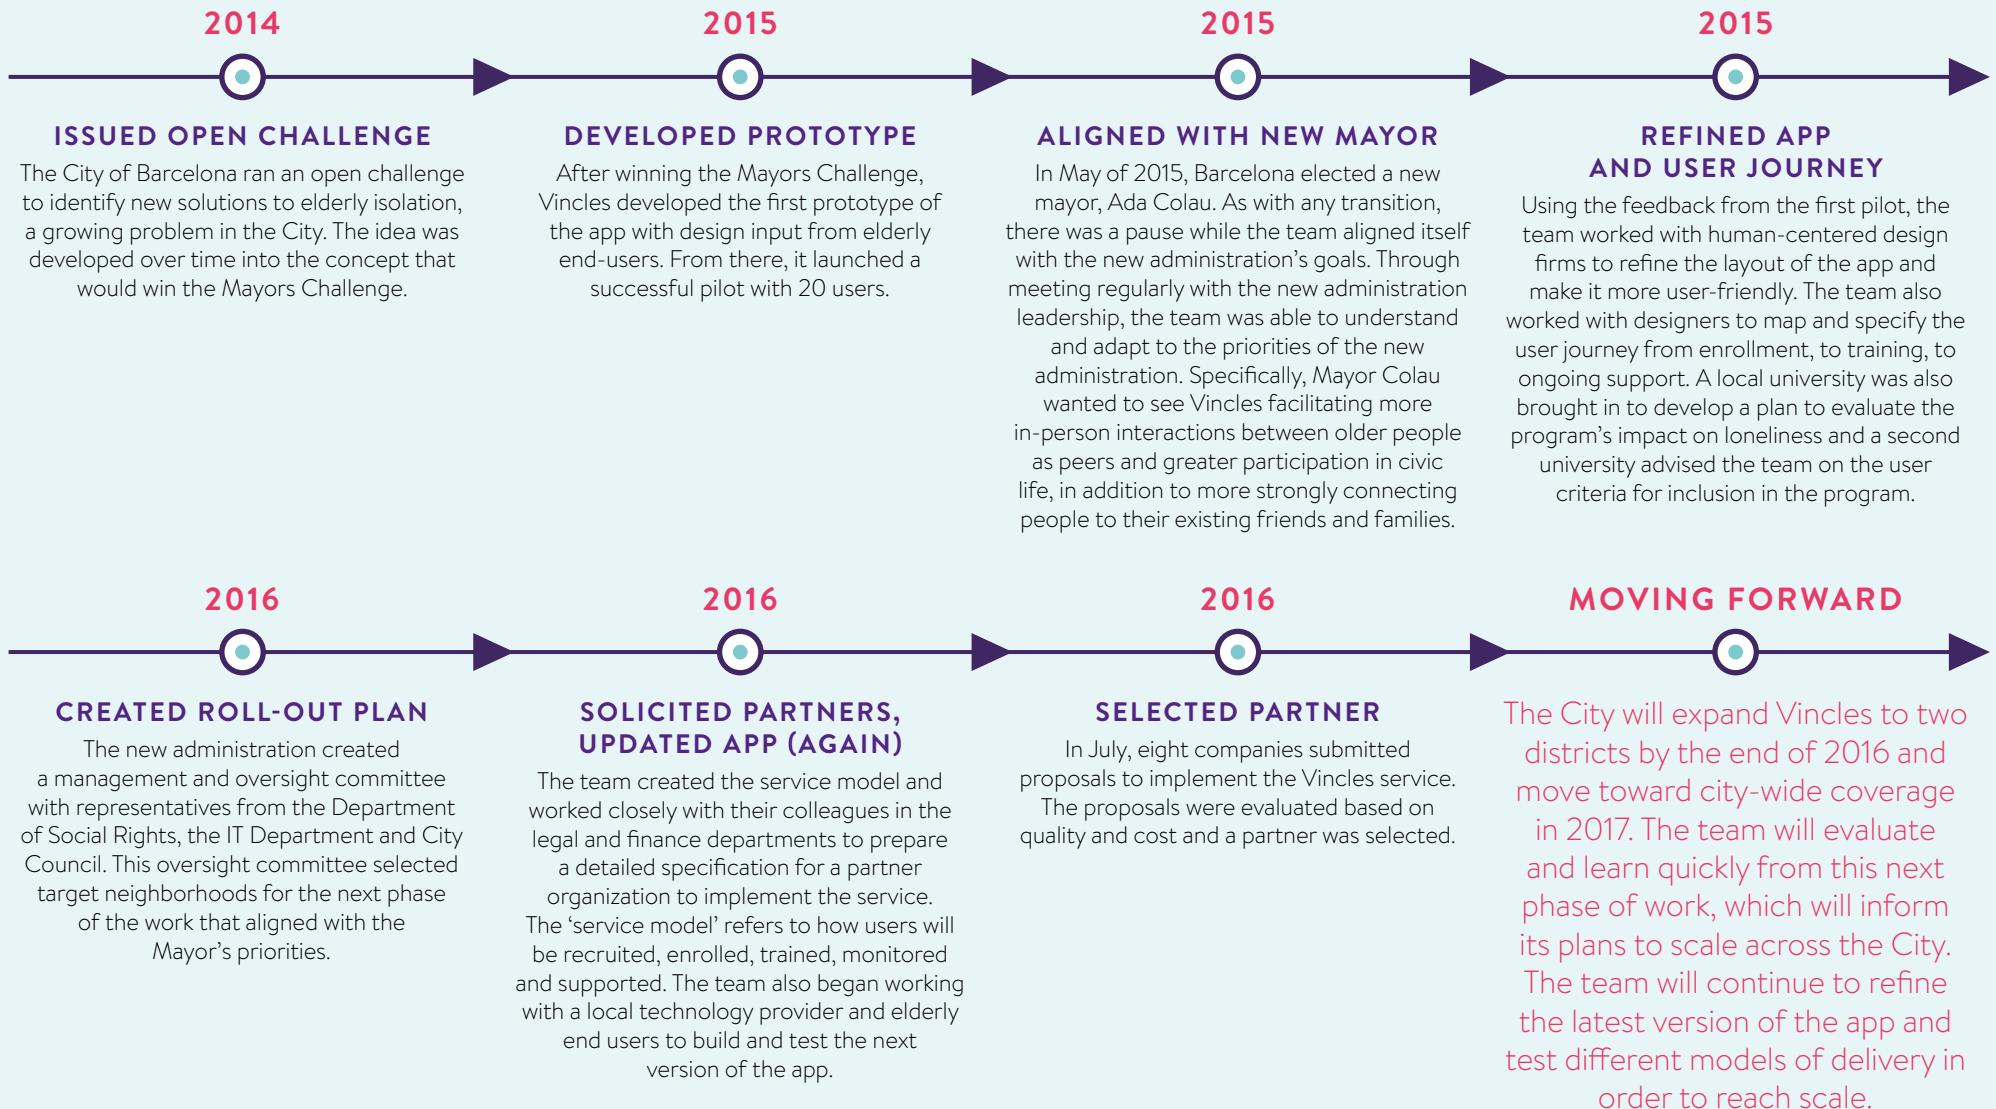 2014
ISSUED OPEN CHALLENGE
The City of Barcelona ran an open challenge
to identify new solutions to elderly isolation,
a growing problem in the City. The idea was
developed over time into the concept that
would win the Mayors Challenge.
2015
DEVELOPED PROTOTYPE
After winning the Mayors Challenge,
Vincles developed the first prototype of
the app with design input from elderly
end-users. From there, it launched a
successful pilot with 20 users.
2015
ALIGNED WITH NEW MAYOR
In May of 2015, Barcelona elected a new
mayor, Ada Colau. As with any transition,
there was a pause while the team aligned itself
with the new administration's goals. Through
meeting regularly with the new administration
leadership, the team was able to understand
and adapt to the priorities of the new
administration. Specifically, Mayor Colau
wanted to see Vincles facilitating more
in-person interactions between older people
as peers and greater participation in civic
life, in addition to more strongly connecting
people to their existing friends and families.
2015
REFINED APP
AND USER JOURNEY
Using the feedback from the first pilot, the
team worked with human-centered design
firms to refine the layout of the app and
make it more user-friendly. The team also
worked with designers to map and specify the
user journey from enrollment, to training, to
ongoing support. A local university was also
brought in to develop a plan to evaluate the
program's impact on loneliness and a second
university advised the team on the user
criteria for inclusion in the program.
2016
CREATED ROLL-OUT PLAN
The new administration created
a management and oversight committee
with representatives from the Department
of Social Rights, the IT Department and City
Council. This oversight committee selected
target neighborhoods for the next phase
of the work that aligned with the
Mayor's priorities.
2016
SOLICITED PARTNERS,
UPDATED APP (AGAIN)
The team created the service model and
worked closely with their colleagues in the
legal and finance departments to prepare
a detailed specification for a partner
organization to implement the service.
The ‘service model’ refers to how users will
be recruited, enrolled, trained, monitored
and supported. The team also began working
with a local technology provider and elderly
end users to build and test the next
version of the app.
2016
SELECTED PARTNER
In July, eight companies submitted
proposals to implement the Vincles service.
The proposals were evaluated based on
quality and cost and a partner was selected.
MOVING FORWARD
The City will expand Vincles to two
districts by the end of 2016 and
move toward city-wide coverage
in 2017. The team will evaluate
and learn quickly from this next
phase of work, which will inform
its plans to scale across the City.
The team will continue to refine
the latest version of the app and
test different models of delivery in
order to reach scale.